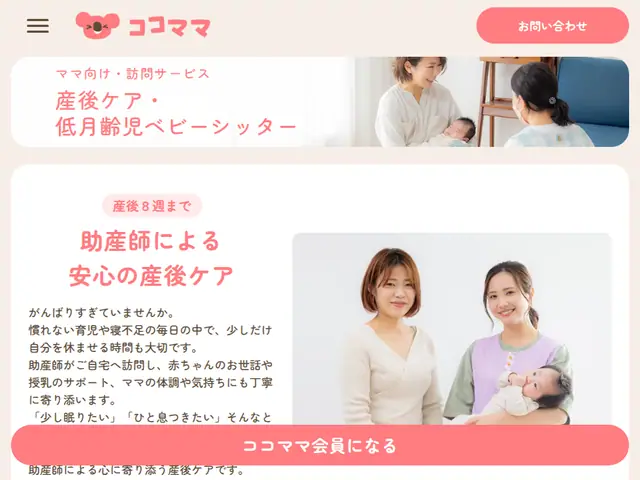 ココママ
お問い合わせ
ママ向け・訪問サービス
産後ケア・
低月齢児ベビーシッター
産後８週まで
助産師による
安心の産後ケア
がんばりすぎていませんか。
慣れない育児や寝不足の毎日の中で、少しだけ
自分を休ませる時間も大切です。
助産師がご自宅へ訪問し、赤ちゃんのお世話や
授乳のサポート、ママの体調や気持ちにも丁寧
に寄り添います。
「少し眠りたい」「ひと息つきたい」そんなと
ココママ会員になる
助産師による心に寄り添う産後ケアです。